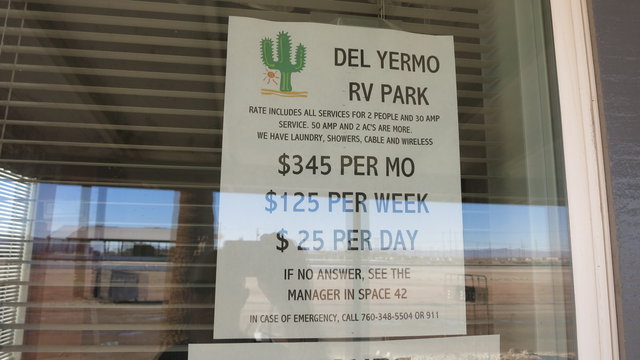 DEL YERMO
RV PARK
RATE INCLUDES ALL SERVICES FOR 2 PEOPLE AND 30 AMP
SERVICE. 50 AMP AND 2 AC'S ARE MORE.
WE HAVE LAUNDRY, SHOWERS, CABLE AND WIRELESS
$345 PER MO
$125 PER WEEK
$ 25 PER DAY
IF NO ANSWER, SEE THE
MANAGER IN SPACE 42
IN CASE OF EMERGENCY, CALL 760-348-5504 OR 911